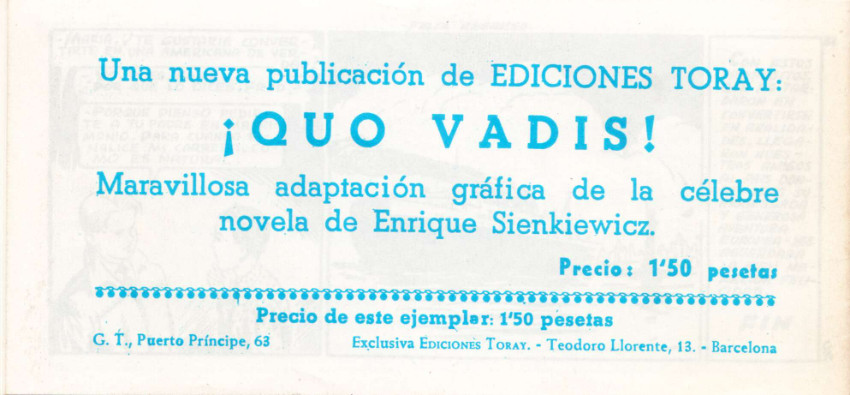 Una nueva publicación de EDICIONES TORAY:
¡QUO VADIS!
Maravillosa adaptación gráfica de la célebre
novela de Enrique Sienkiewicz.
Precio: 1'50 pesetas
Precio de este ejemplar: 1'50 pesetas
G. T., Puerto Príncipe, 63
Exclusiva EDICIONES TORAY. - Teodoro Llorente, 13. - Barcelona